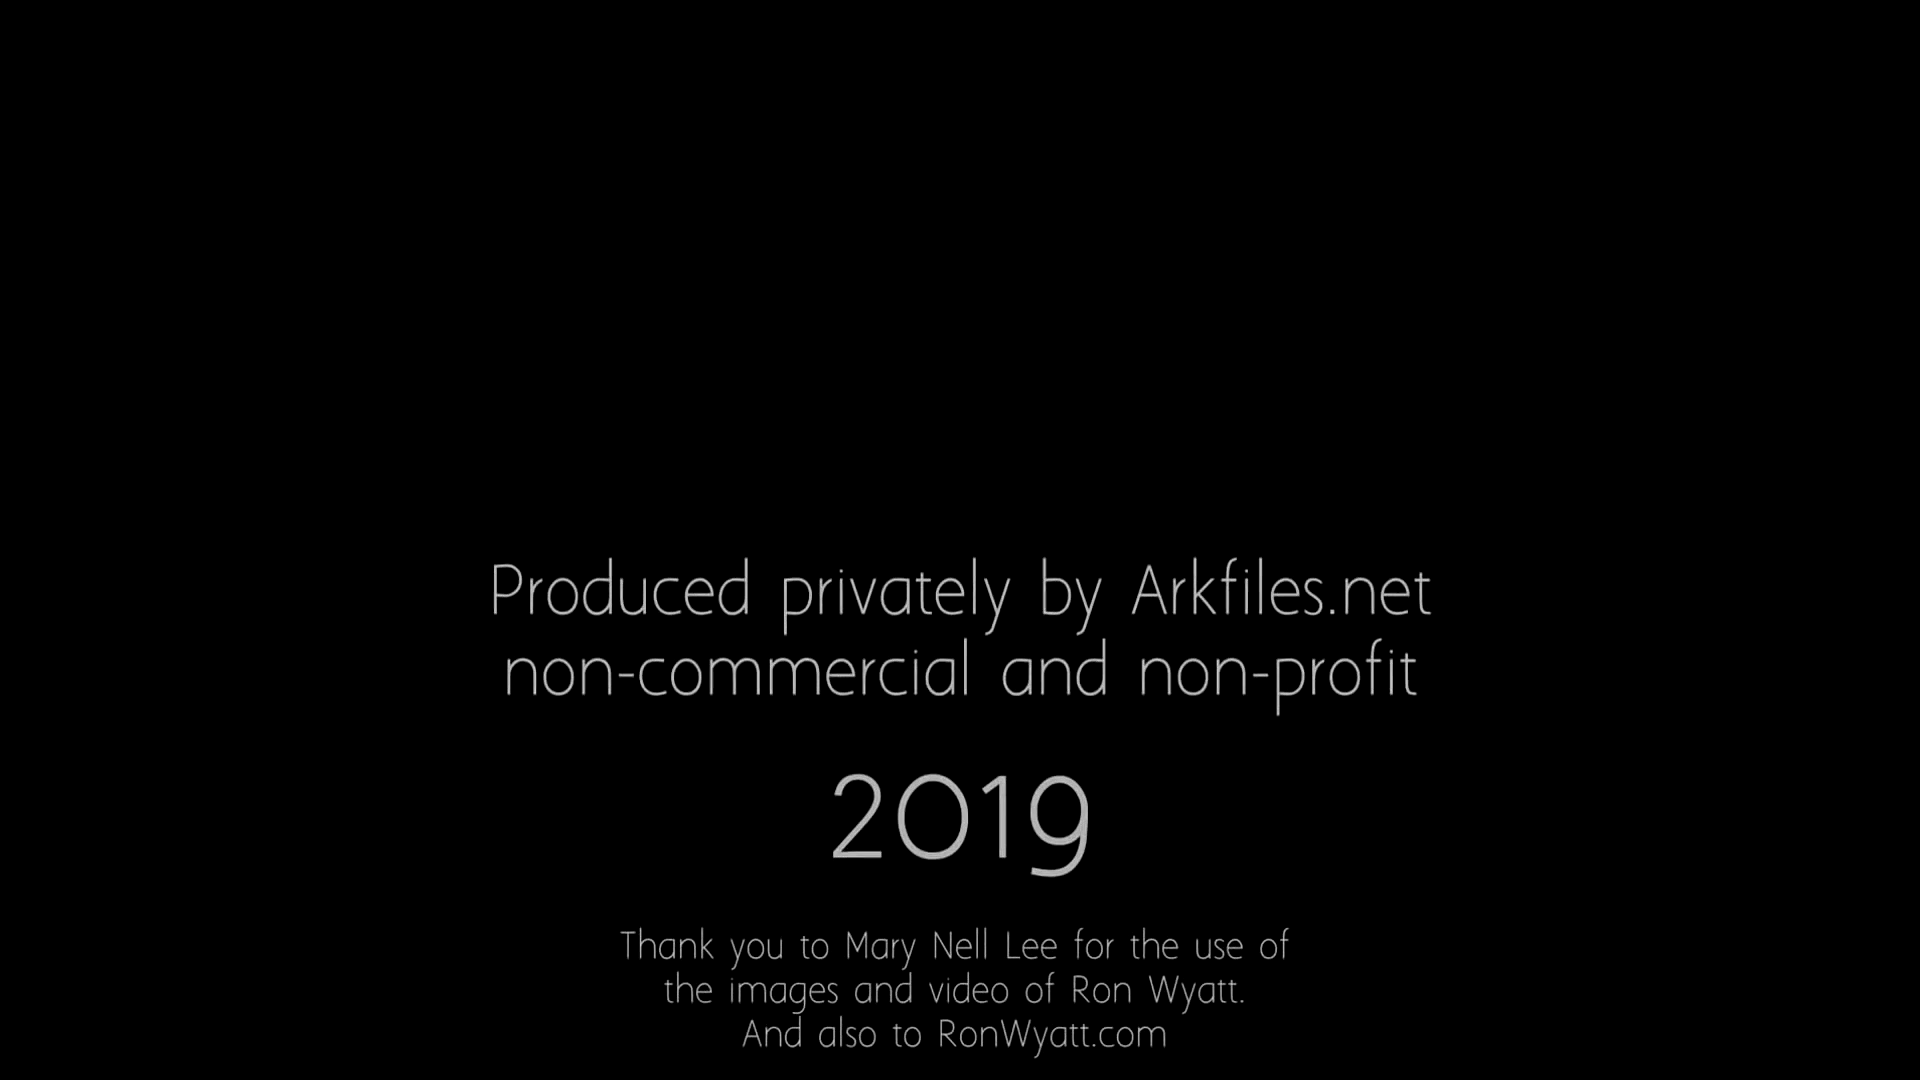 Produced privately by Arkfiles.net
non-commercial and non-profit
2019
Thank you to Mary Nell Lee for the use of
the images and video of Ron Wyatt.
And also to RonWyatt.com